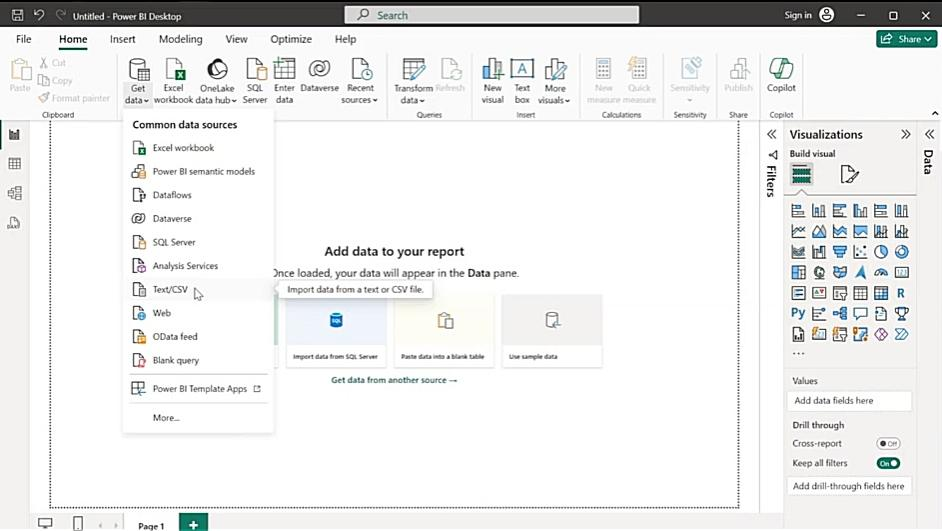 Untitled - Power BI Desktop
Search
Sign in
File Home Insert Modeling View Optimize Help
Share
Paste
Cut
Copy
Format painter
Clipboard
Get data
Excel workbook
OneLake data hub
SQL Server
Enter data
Dataverse
Recent sources
Transform data
Refresh
Queries
New visual
Text box
More visuals
Insert
New measure
Quick measure
Calculations
Sensitivity
Sensitivity
Publish
Share
Copilot
Copilot
Common data sources
Excel workbook
Power BI semantic models
Dataflows
Dataverse
SQL Server
Analysis Services
Text/CSV
Web
OData feed
Blank query
Power BI Template Apps
More...
Import data from a text or CSV file.
Add data to your report
Once loaded, your data will appear in the Data pane.
SQL
Import data from SQL Server
Paste data into a blank table
Use sample data
Get data from another source →
Filters
Visualizations
Build visual
R
Py
...
Values
Add data fields here
Drill through
Cross-report
Off
Keep all filters
On
Add drill-through fields here
Data
Page 1